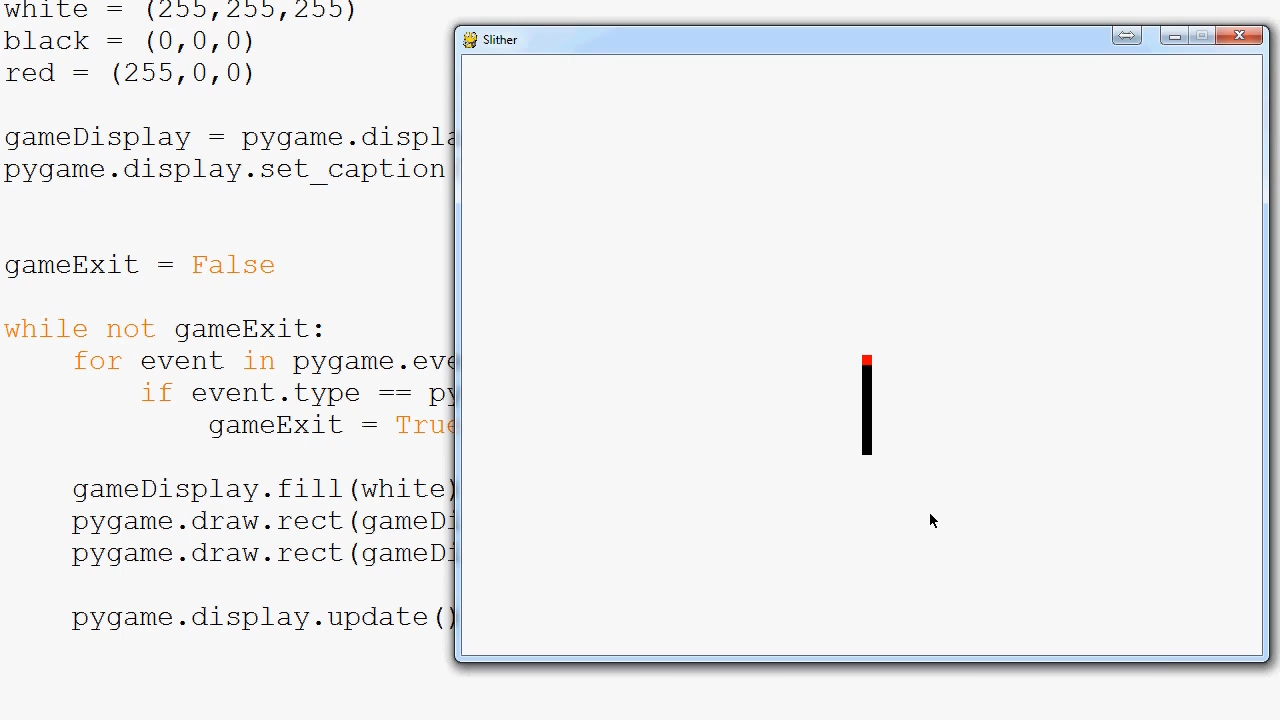 white = (255,255,255)
black = (0,0,0)
red = (255,0,0)
gameDisplay = pygame.displa
pygame.display.set_caption
gameExit = False
while not gameExit:
for event in pygame.eve
if event.type == py
gameExit = True
gameDisplay.fill(white)
pygame.draw.rect(gameDi
pygame.draw.rect(gameDi
pygame.display.update()
Slither